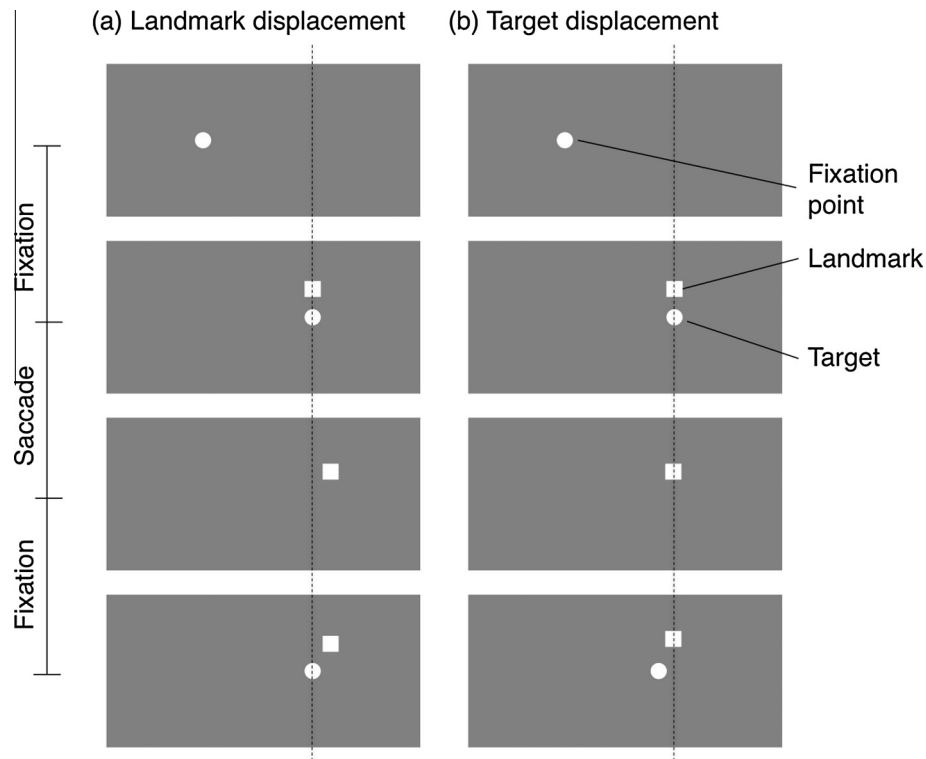 (a) Landmark displacement
(b) Target displacement
Fixation
point
Landmark
Target
Fixation
Saccade
Fixation